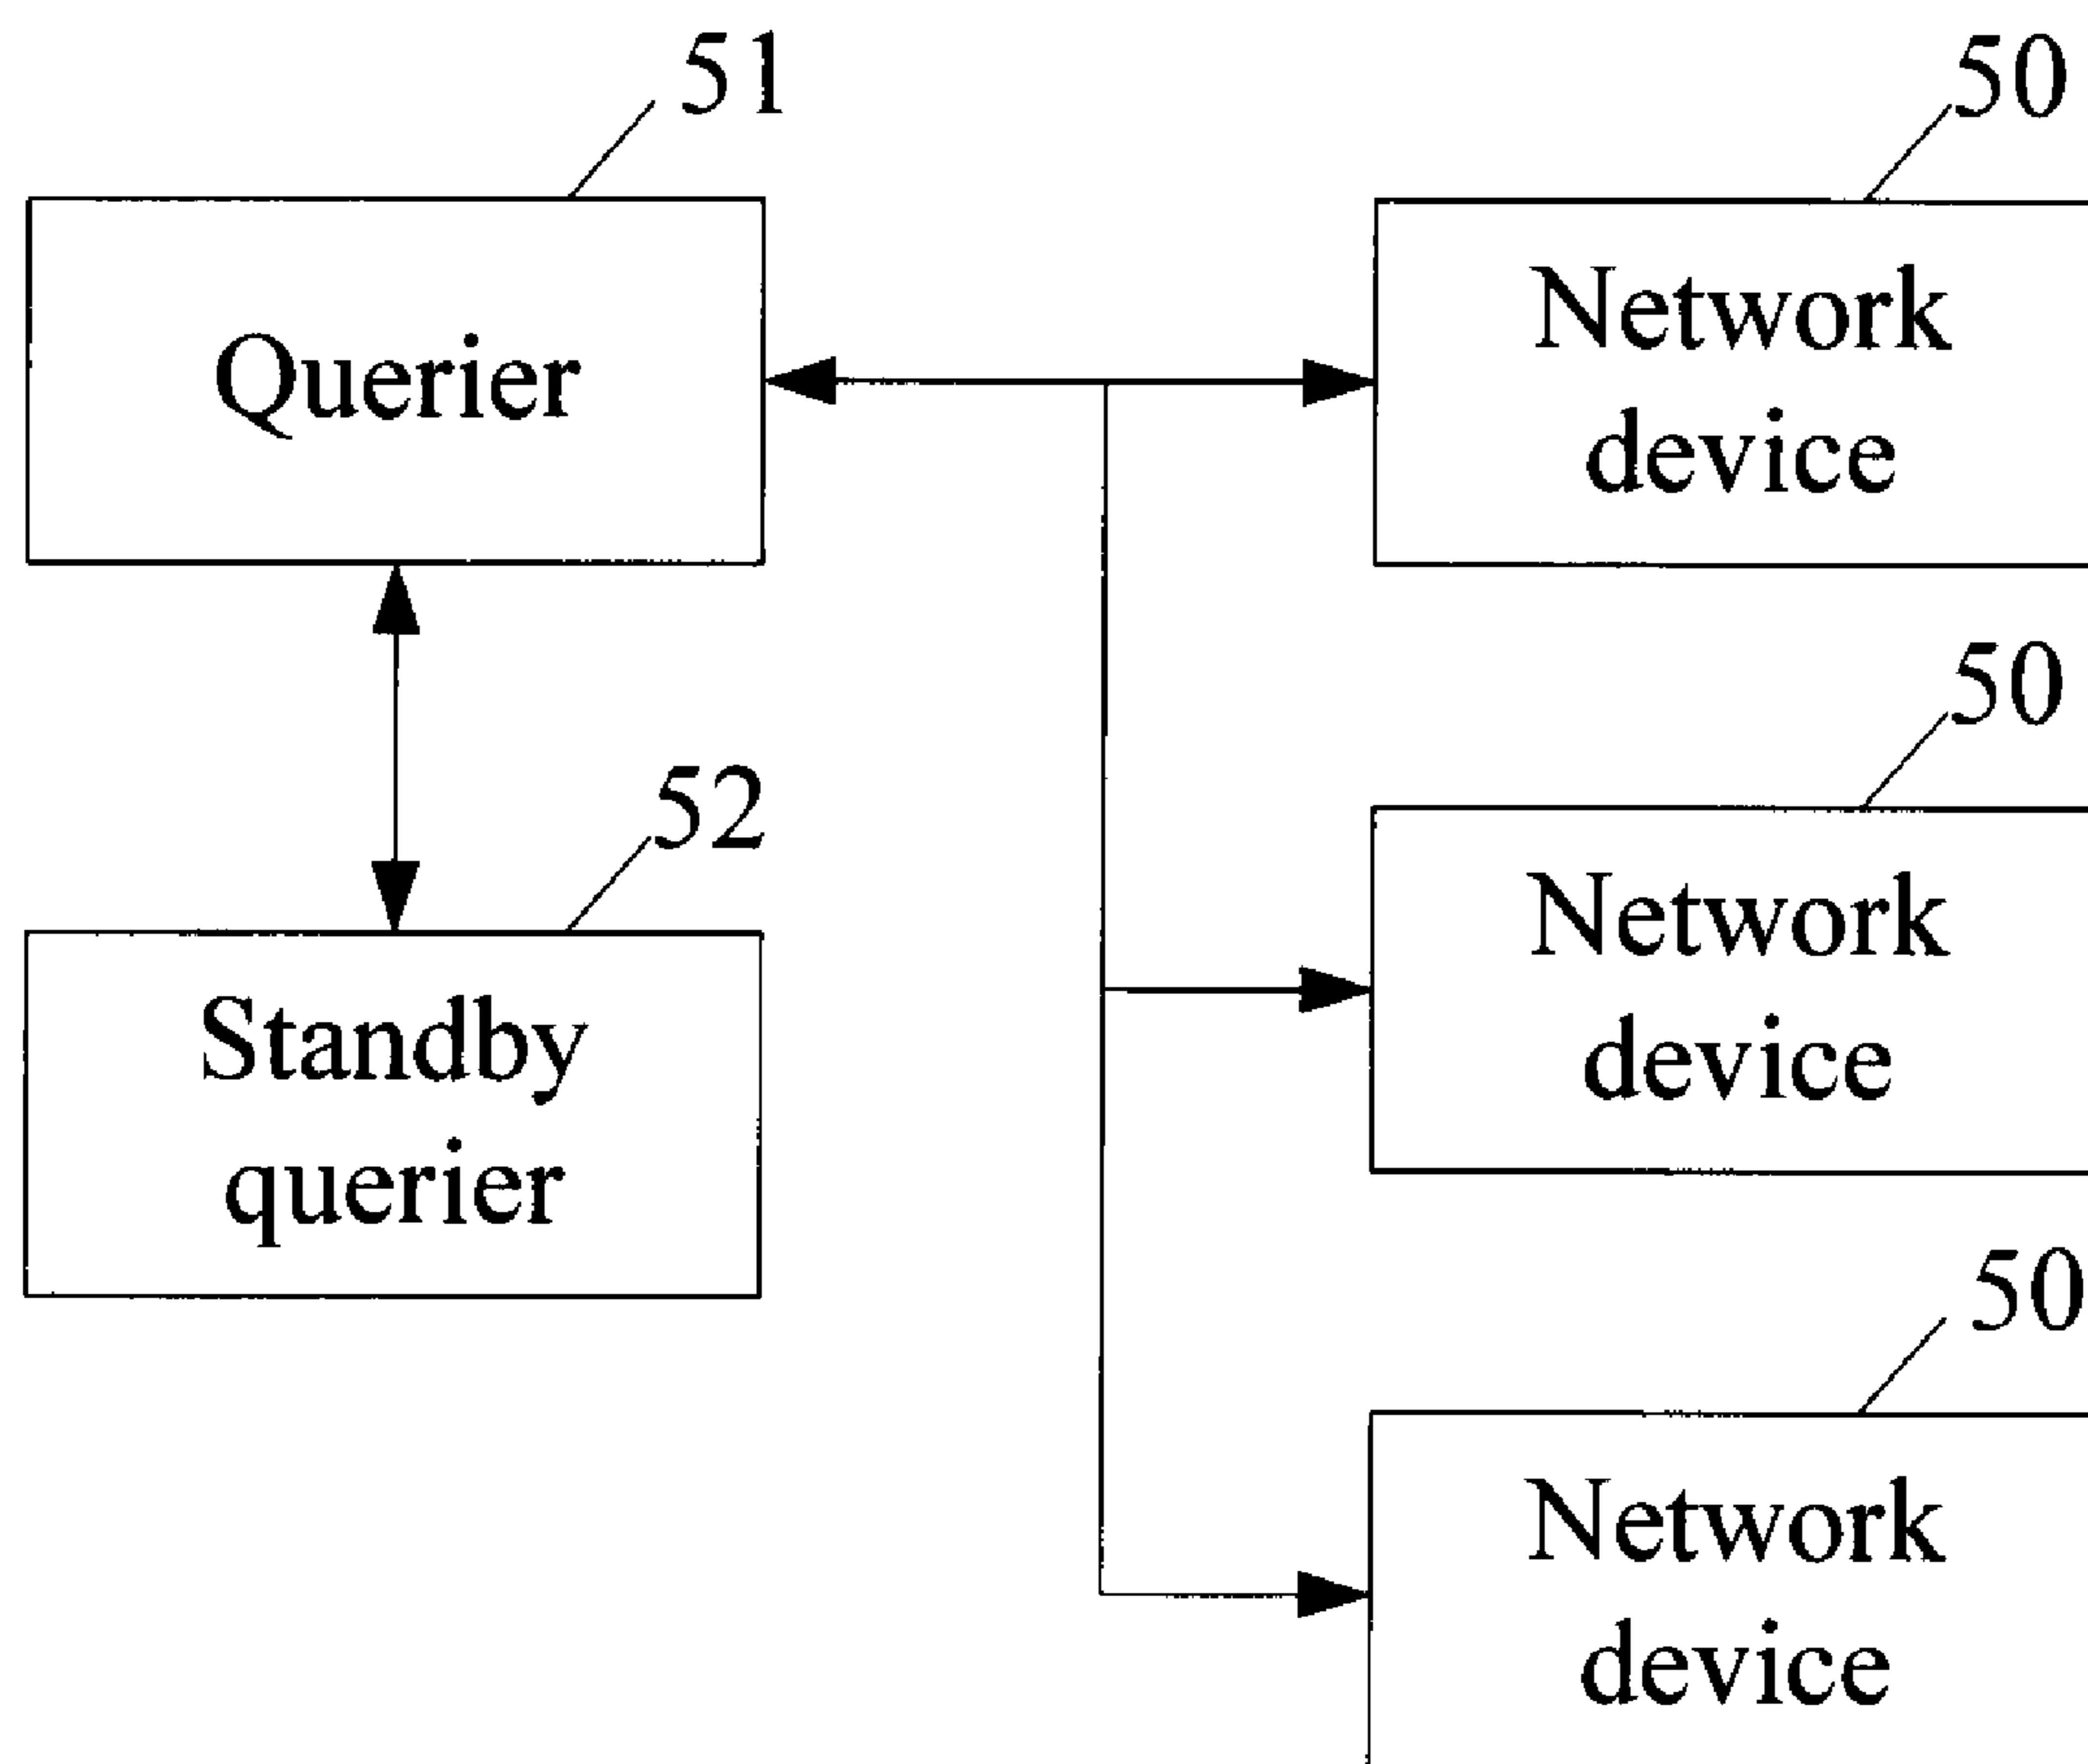 51
50
Querier
Network
device
50
52
Network
device
Standby
querier
50
Network
device